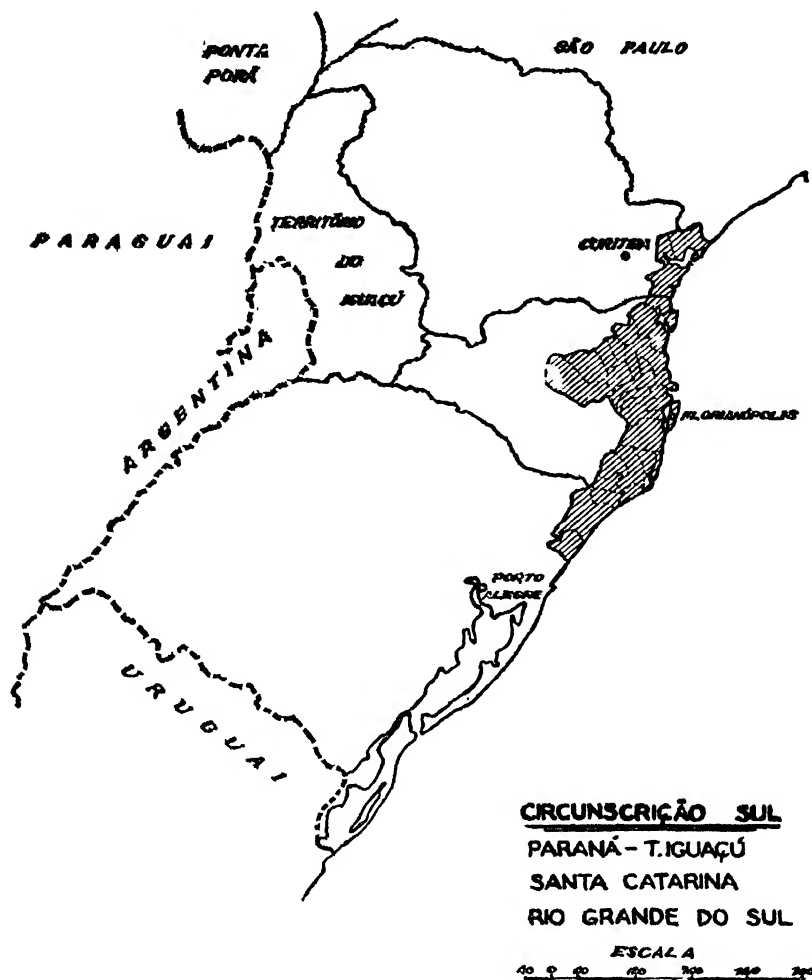 PONTA
PORÃ
SÃO PAULO
PARAGUAI
TERRITÓRIO
DO
IGUAÇÚ
CURITIBA
ARGENTINA
FLORIANÓPOLIS
PORTO
ALEGRE
URUGUAI
CIRCUNSCRIÇÃO SUL
PARANÁ - T. IGUAÇÚ
SANTA CATARINA
RIO GRANDE DO SUL
ESCALA